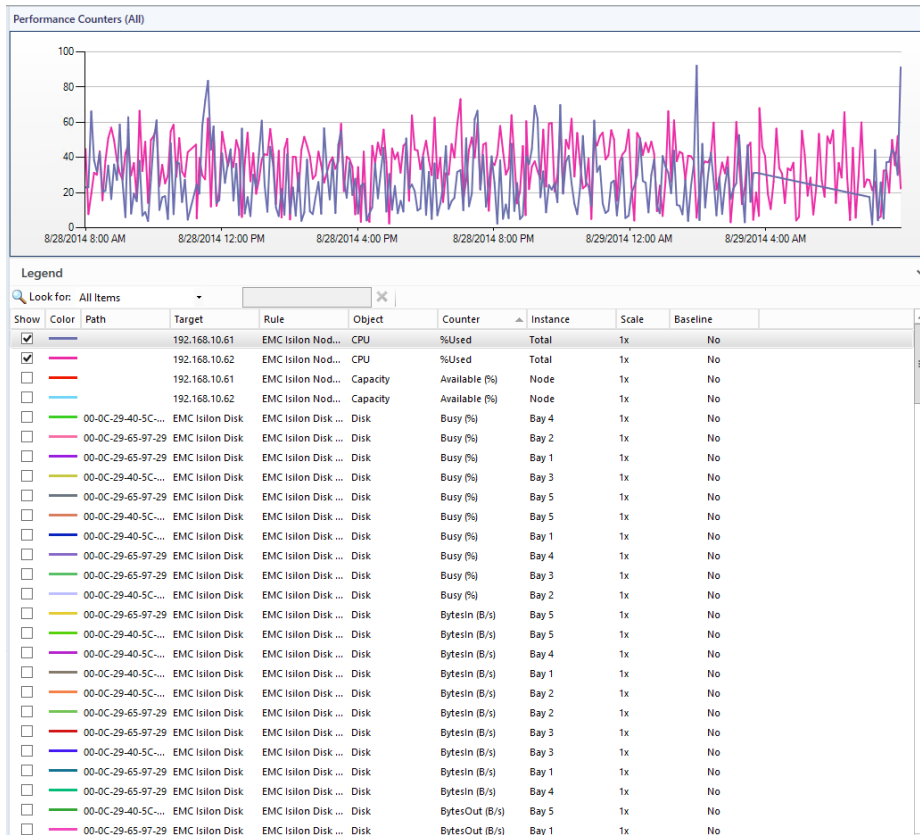 Performance Counters (All)
100
80
60
40
20
0
8/28/2014 8:00 AM 8/28/2014 12:00 PM 8/28/2014 4:00 PM 8/28/2014 8:00 PM 8/29/2014 12:00 AM 8/29/2014 4:00 AM
Legend
Look for: All Items
Show Color Path Target Rule Object Counter Instance Scale Baseline
192.168.10.61 EMC Isilon Nod... CPU %Used Total 1x No
192.168.10.62 EMC Isilon Nod... CPU %Used Total 1x No
192.168.10.61 EMC Isilon Nod... Capacity Available (%) Node 1x No
192.168.10.62 EMC Isilon Nod... Capacity Available (%) Node 1x No
00-0C-29-40-5C-... EMC Isilon Disk EMC Isilon Disk ... Disk Busy (%) Bay 4 1x No
00-0C-29-65-97-29 EMC Isilon Disk EMC Isilon Disk ... Disk Busy (%) Bay 2 1x No
00-0C-29-65-97-29 EMC Isilon Disk EMC Isilon Disk ... Disk Busy (%) Bay 1 1x No
00-0C-29-40-5C-... EMC Isilon Disk EMC Isilon Disk ... Disk Busy (%) Bay 3 1x No
00-0C-29-65-97-29 EMC Isilon Disk EMC Isilon Disk ... Disk Busy (%) Bay 5 1x No
00-0C-29-40-5C-... EMC Isilon Disk EMC Isilon Disk ... Disk Busy (%) Bay 5 1x No
00-0C-29-40-5C-... EMC Isilon Disk EMC Isilon Disk ... Disk Busy (%) Bay 1 1x No
00-0C-29-65-97-29 EMC Isilon Disk EMC Isilon Disk ... Disk Busy (%) Bay 4 1x No
00-0C-29-65-97-29 EMC Isilon Disk EMC Isilon Disk ... Disk Busy (%) Bay 3 1x No
00-0C-29-40-5C-... EMC Isilon Disk EMC Isilon Disk ... Disk Busy (%) Bay 2 1x No
00-0C-29-65-97-29 EMC Isilon Disk EMC Isilon Disk ... Disk BytesIn (B/s) Bay 5 1x No
00-0C-29-40-5C-... EMC Isilon Disk EMC Isilon Disk ... Disk BytesIn (B/s) Bay 5 1x No
00-0C-29-40-5C-... EMC Isilon Disk EMC Isilon Disk ... Disk BytesIn (B/s) Bay 4 1x No
00-0C-29-40-5C-... EMC Isilon Disk EMC Isilon Disk ... Disk BytesIn (B/s) Bay 1 1x No
00-0C-29-40-5C-... EMC Isilon Disk EMC Isilon Disk ... Disk BytesIn (B/s) Bay 2 1x No
00-0C-29-65-97-29 EMC Isilon Disk EMC Isilon Disk ... Disk BytesIn (B/s) Bay 2 1x No
00-0C-29-65-97-29 EMC Isilon Disk EMC Isilon Disk ... Disk BytesIn (B/s) Bay 3 1x No
00-0C-29-40-5C-... EMC Isilon Disk EMC Isilon Disk ... Disk BytesIn (B/s) Bay 3 1x No
00-0C-29-65-97-29 EMC Isilon Disk EMC Isilon Disk ... Disk BytesIn (B/s) Bay 1 1x No
00-0C-29-65-97-29 EMC Isilon Disk EMC Isilon Disk ... Disk BytesIn (B/s) Bay 4 1x No
00-0C-29-40-5C-... EMC Isilon Disk EMC Isilon Disk ... Disk BytesOut (B/s) Bay 5 1x No
00-0C-29-65-97-29 EMC Isilon Disk EMC Isilon Disk ... Disk BytesOut (B/s) Bay 1 1x No